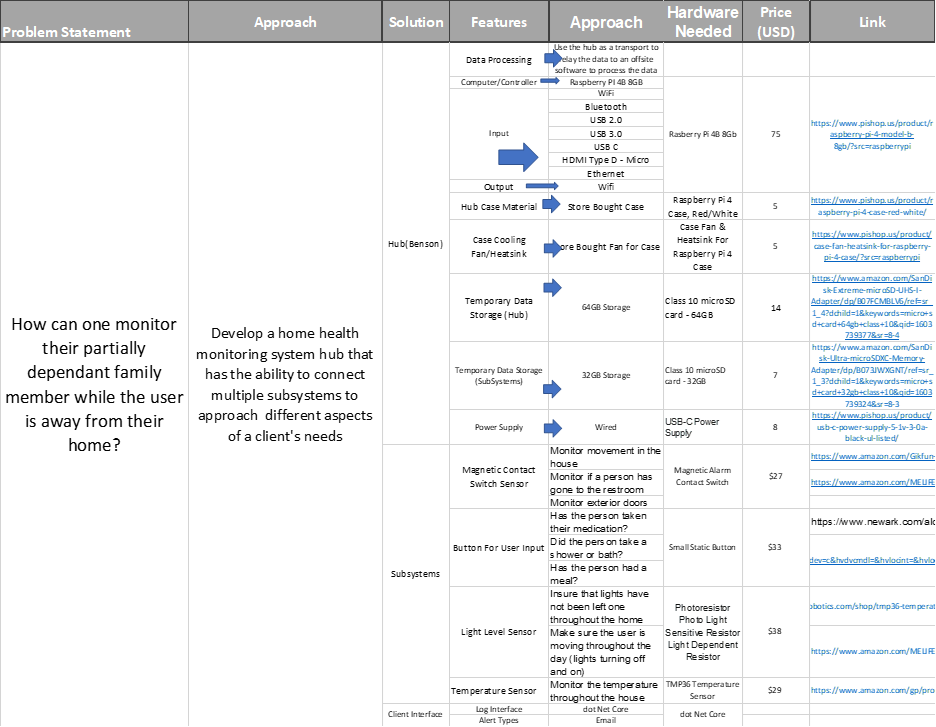 Problem Statement
Approach
Solution
Features
Approach
Hardware
Needed
Price
(USD)
Link
How can one monitor
their partially
dependant family
member while the user
is away from their
home?
Develop a home health
monitoring system hub that
has the ability to connect
multiple subsystems to
approach different aspects
of a client's needs
Hub(Benson)
Data Processing
Use the hub as a transport to
relay the data to an offsite
software to process the data
Computer/Controller
Raspberry PI 4B 8GB
Input
WiFi
Bluetooth
USB 2.0
USB 3.0
USB C
HDMI Type D - Micro
Ethernet
Rasberry Pi 4B 8Gb
75
https://www.pishop.us/product/r
aspberry-pi-4-model-b-
8gb/?src=raspberrypi
Output
Wifi
Hub Case Material
Store Bought Case
Raspberry Pi 4
Case, Red/White
5
https://www.pishop.us/product/r
aspberry-pi-4-case-red-white/
Case Cooling
Fan/Heatsink
ore Bought Fan for Case
Case Fan &
Heatsink For
Raspberry Pi 4
Case
5
https://www.pishop.us/product/
case-fan-heatsink-for-raspberry-
pi-4-case/?src=raspberrypi
Temporary Data
Storage (Hub)
64GB Storage
Class 10 microSD
card - 64GB
14
https://www.amazon.com/SanDi
sk-Extreme-microSD-UHS-I-
Adapter/dp/B07FCMBLV6/ref=sr_
1_4?dchild=1&keywords=micro+s
d+card+64gb+class+10&qid=1603
739377&sr=8-4
Temporary Data Storage
(SubSystems)
32GB Storage
Class 10 microSD
card - 32GB
7
https://www.amazon.com/SanDi
sk-Ultra-microSDXC-Memory-
Adapter/dp/B073JWXGNT/ref=sr_
1_3?dchild=1&keywords=micro+s
d+card+32gb+class+10&qid=1603
739324&sr=8-3
Power Supply
Wired
USB-C Power
Supply
8
https://www.pishop.us/product/
usb-c-power-supply-5-1v-3-0a-
black-ul-listed/
Subsystems
Magnetic Contact
Switch Sensor
Monitor movement in the
house
Monitor if a person has
gone to the restroom
Monitor exterior doors
Magnetic Alarm
Contact Switch
$27
https://www.amazon.com/Gikfun-
https://www.amazon.com/MELIFE
Button For User Input
Has the person taken
their medication?
Did the person take a
shower or bath?
Has the person had a
meal?
Small Static Button
$33
https://www.newark.com/alc
dev=c&hvdvcmdl=&hvlocint=&hvloc
Light Level Sensor
Insure that lights have
not been left one
throughout the home
Make sure the user is
moving throughout the
day (lights turning off
and on)
Photoresistor
Photo Light
Sensitive Resistor
Light Dependent
Resistor
$38
obotics.com/shop/tmp36-temperat
https://www.amazon.com/MELIFE
Temperature Sensor
Monitor the temperature
throughout the house
TMP36 Temperature
Sensor
$29
https://www.amazon.com/gp/pro
Client Interface
Log Interface
dot Net Core
Alert Types
Email
dot Net Core